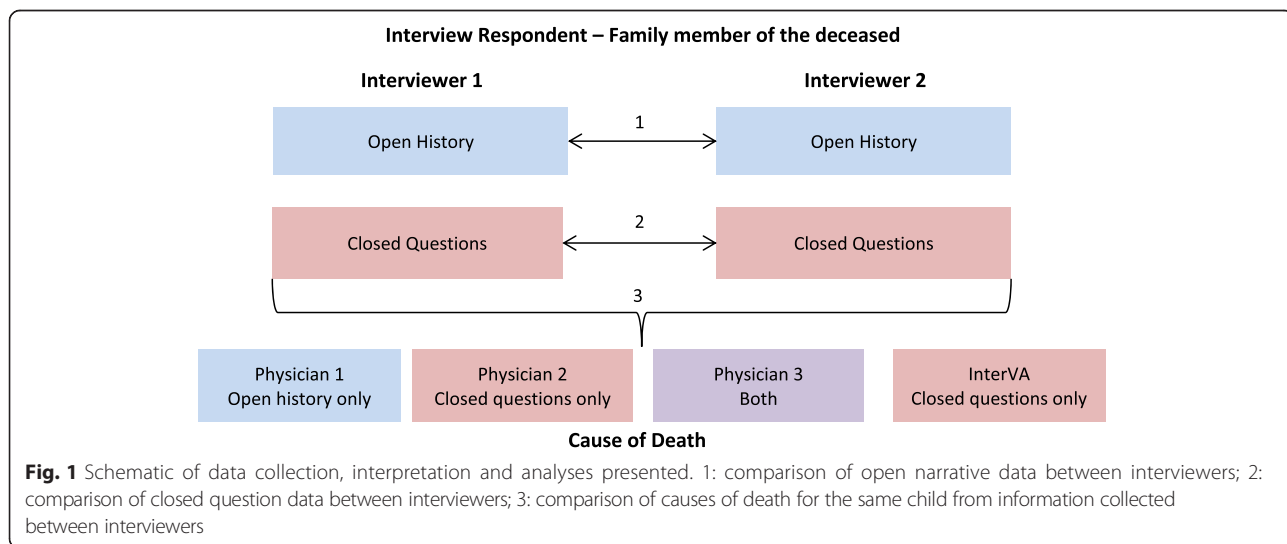 Interview Respondent – Family member of the deceased
Interviewer 1
Interviewer 2
Open History
1
Open History
Closed Questions
2
Closed Questions
3
Physician 1
Open history only
Physician 2
Closed questions only
Physician 3
Both
InterVA
Closed questions only
Cause of Death
Fig. 1 Schematic of data collection, interpretation and analyses presented. 1: comparison of open narrative data between interviewers; 2:
comparison of closed question data between interviewers; 3: comparison of causes of death for the same child from information collected
between interviewers